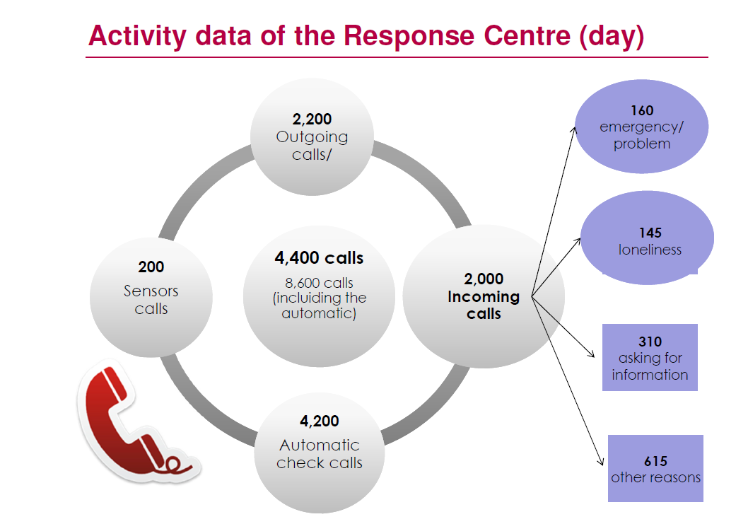 Activity data of the Response Centre (day)
2,200
Outgoing
calls/
160
emergency/
problem
145
loneliness
200
Sensors
calls
4,400 calls
8,600 calls
(incluiding the
automatic)
2,000
Incoming
calls
310
asking for
information
4,200
Automatic
check calls
615
other reasons